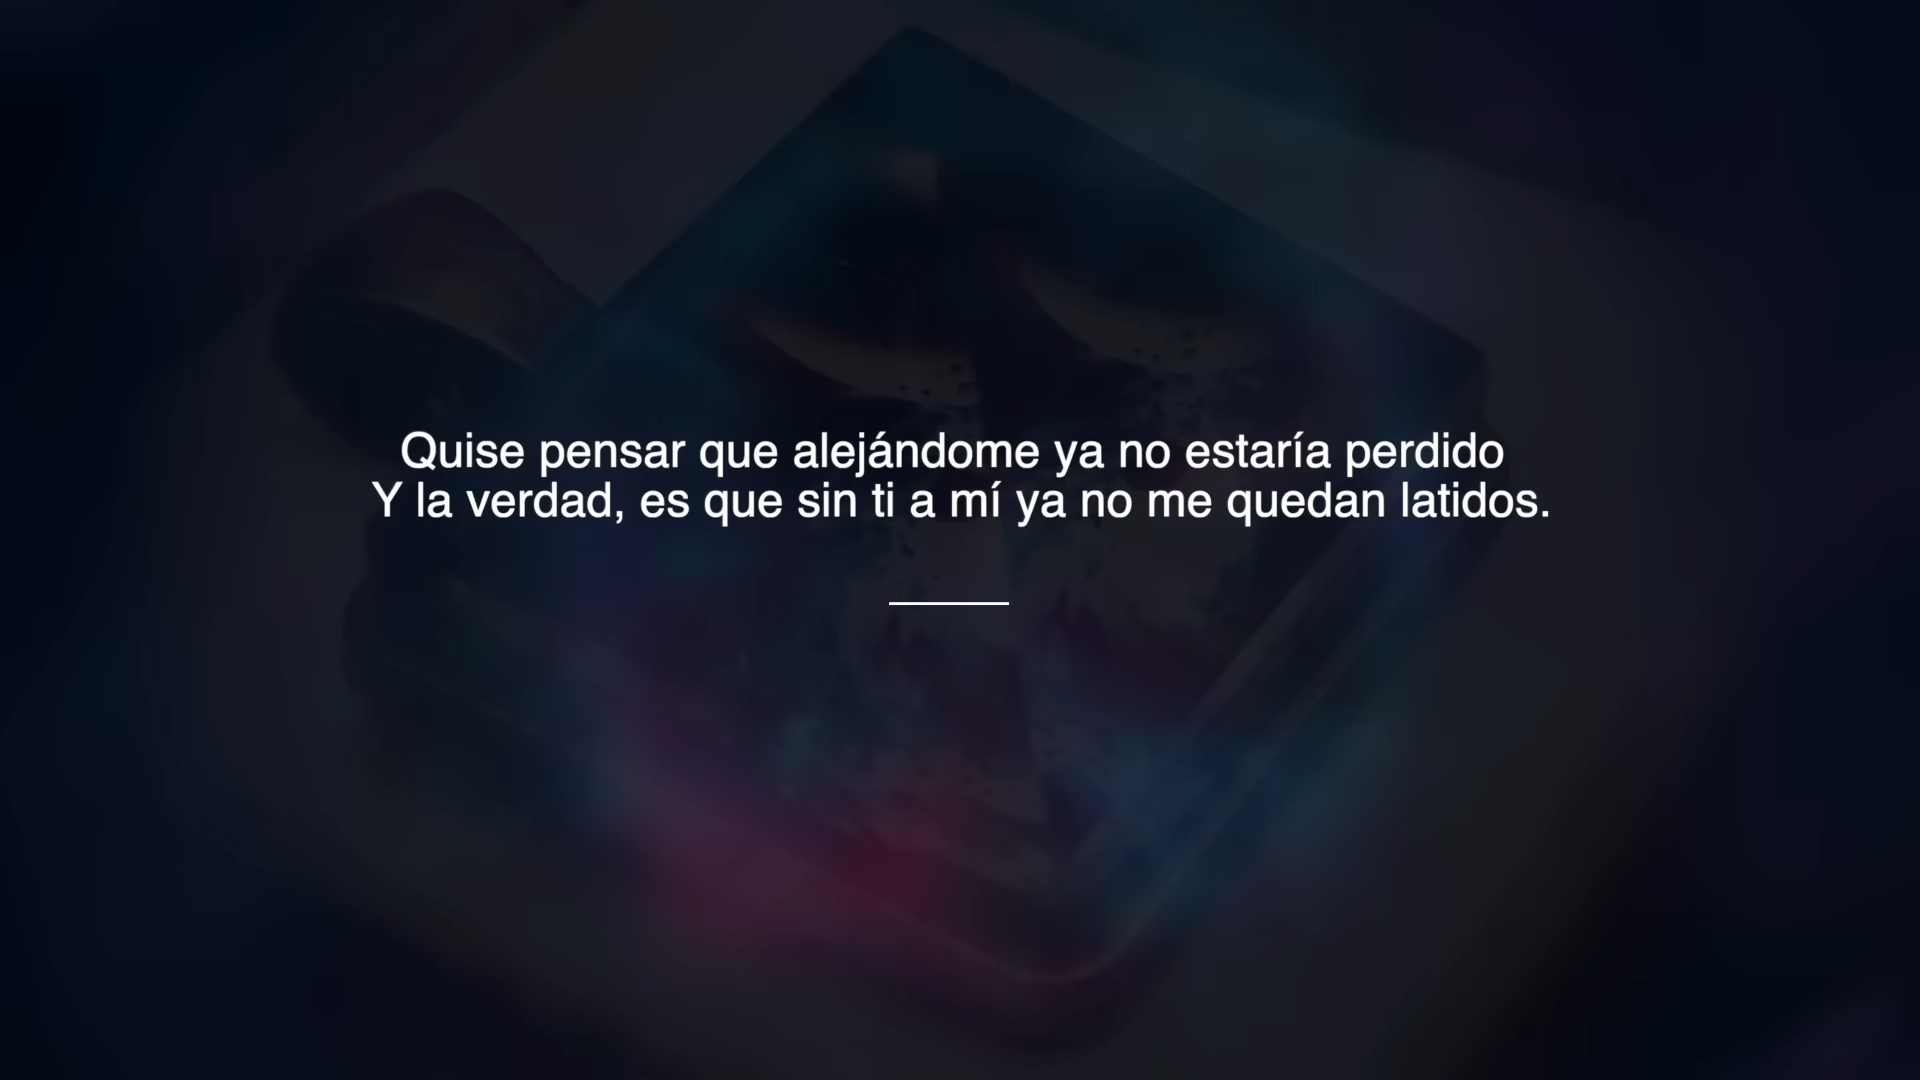 Quise pensar que alejándome ya no estaría perdido
Y la verdad, es que sin ti a mí ya no me quedan latidos.